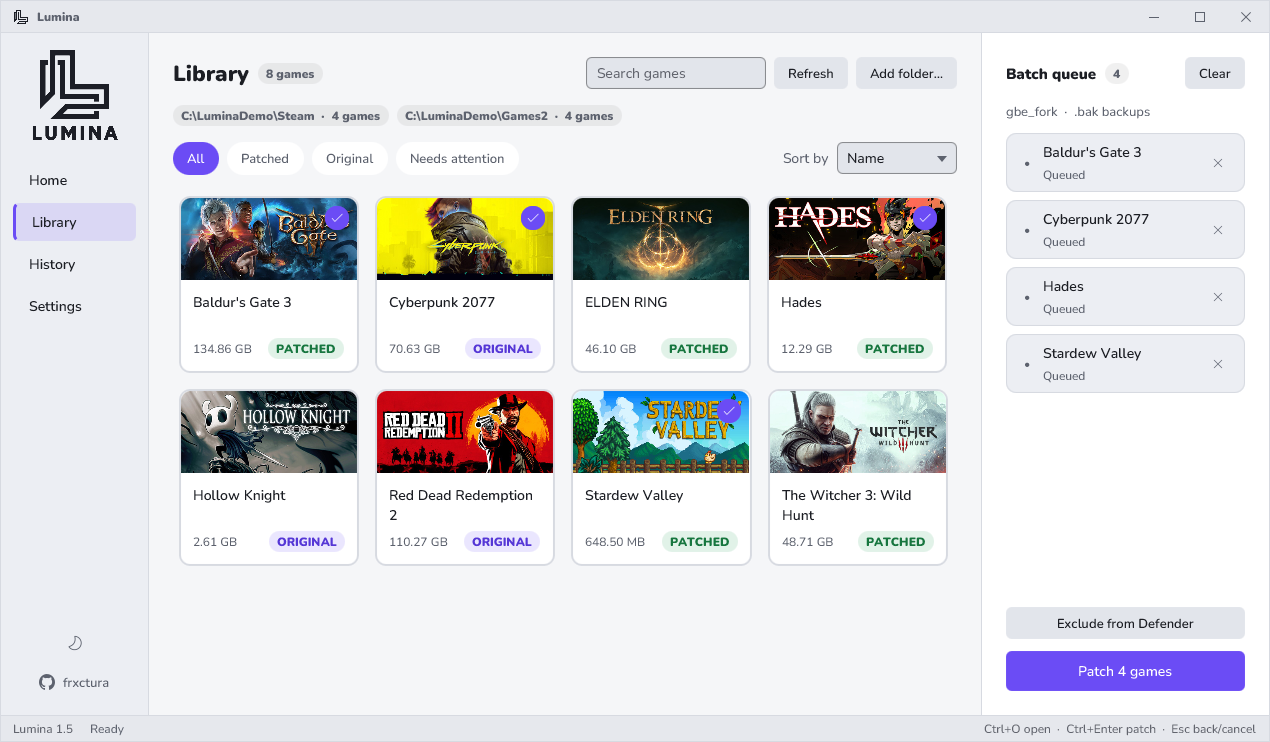 Lumina
LUMINA
Home
Library
History
Settings
frxctura
Library
8 games
Search games
Refresh
Add folder...
C:\LuminaDemo\Steam · 4 games
C:\LuminaDemo\Games2 · 4 games
All
Patched
Original
Needs attention
Sort by
Name
Baldur's Gate
Baldur's Gate 3
134.86 GB
PATCHED
CYBERPUNK
Cyberpunk 2077
70.63 GB
ORIGINAL
ELDEN RING
ELDEN RING
46.10 GB
PATCHED
HADES
Hades
12.29 GB
PATCHED
HOLLOW KNIGHT
Hollow Knight
2.61 GB
ORIGINAL
RED DEAD
REDEMPTION II
Red Dead Redemption
2
110.27 GB
ORIGINAL
STARDEW
VALLEY
Stardew Valley
648.50 MB
PATCHED
THE
WITCHER
WILD HUNT
The Witcher 3: Wild
Hunt
48.71 GB
PATCHED
Batch queue
4
Clear
gbe_fork · .bak backups
Baldur's Gate 3
Queued
Cyberpunk 2077
Queued
Hades
Queued
Stardew Valley
Queued
Exclude from Defender
Patch 4 games
Lumina 1.5
Ready
Ctrl+O open · Ctrl+Enter patch · Esc back/cancel